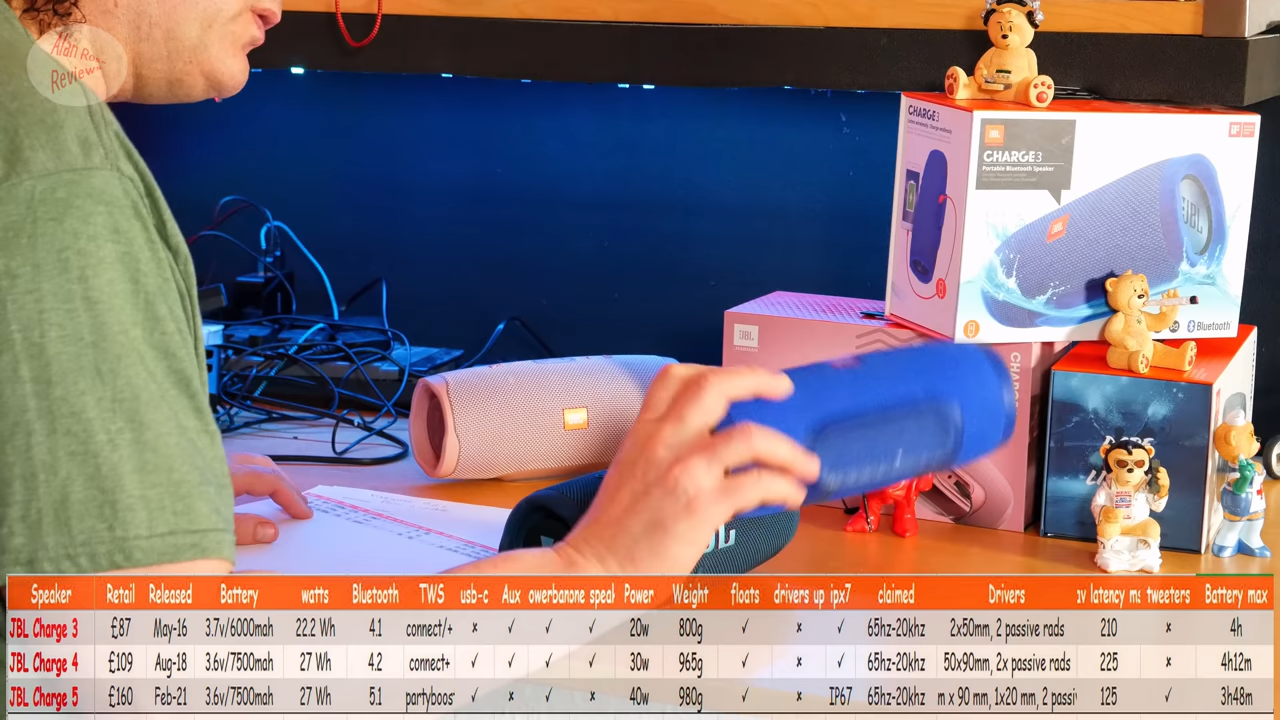 Alan Ross
Reviews
CHARGE3
JBL
CHARGE3
Portable Bluetooth Speaker
JBL
JBL
Bluetooth
JBL
CHARGE
JBL
Speaker Retail Released Battery watts Bluetooth TWS usb-c Aux owerbanone speal Power Weight floats drivers up ipx7 claimed Drivers av latency ms tweeters Battery max
JBL Charge 3 £87 May-16 3.7v/6000mah 22.2 Wh 4.1 connect/+ × √ √ √ 20w 800g √ × √ 65hz-20khz 2x50mm, 2 passive rads 210 × 4h
JBL Charge 4 £109 Aug-18 3.6v/7500mah 27 Wh 4.2 connect+ √ √ √ √ 30w 965g √ × √ 65hz-20khz 50x90mm, 2x passive rads 225 × 4h12m
JBL Charge 5 £160 Feb-21 3.6v/7500mah 27 Wh 5.1 partyboos √ × √ × 40w 980g √ × IP67 65hz-20khz m x 90 mm, 1x20 mm, 2 passi 125 √ 3h48m